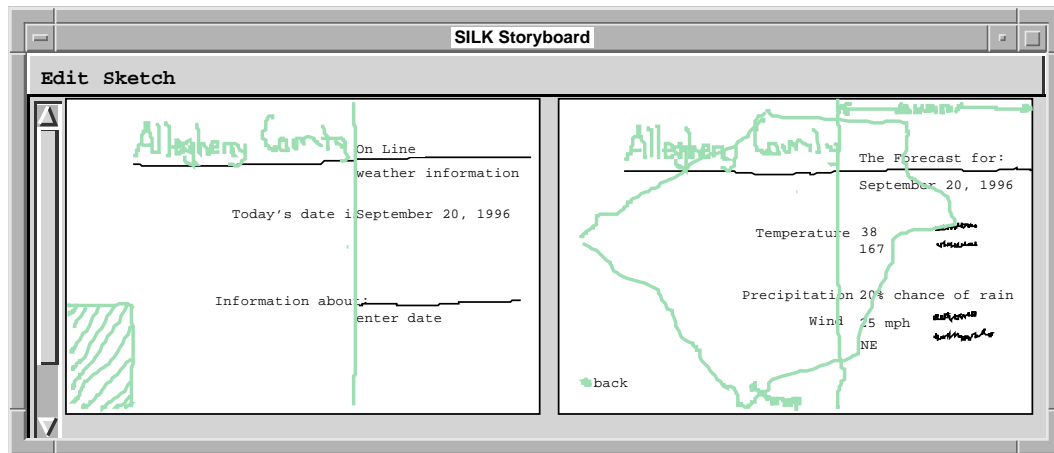 SILK Storyboard
Edit Sketch
Allegheny County
On Line
weather information
Today's date i September 20, 1996
Information about:
enter date
Allegheny County
The Forecast for:
September 20, 1996
Temperature 38
167
Precipitation 20% chance of rain
Wind 25 mph
NE
back